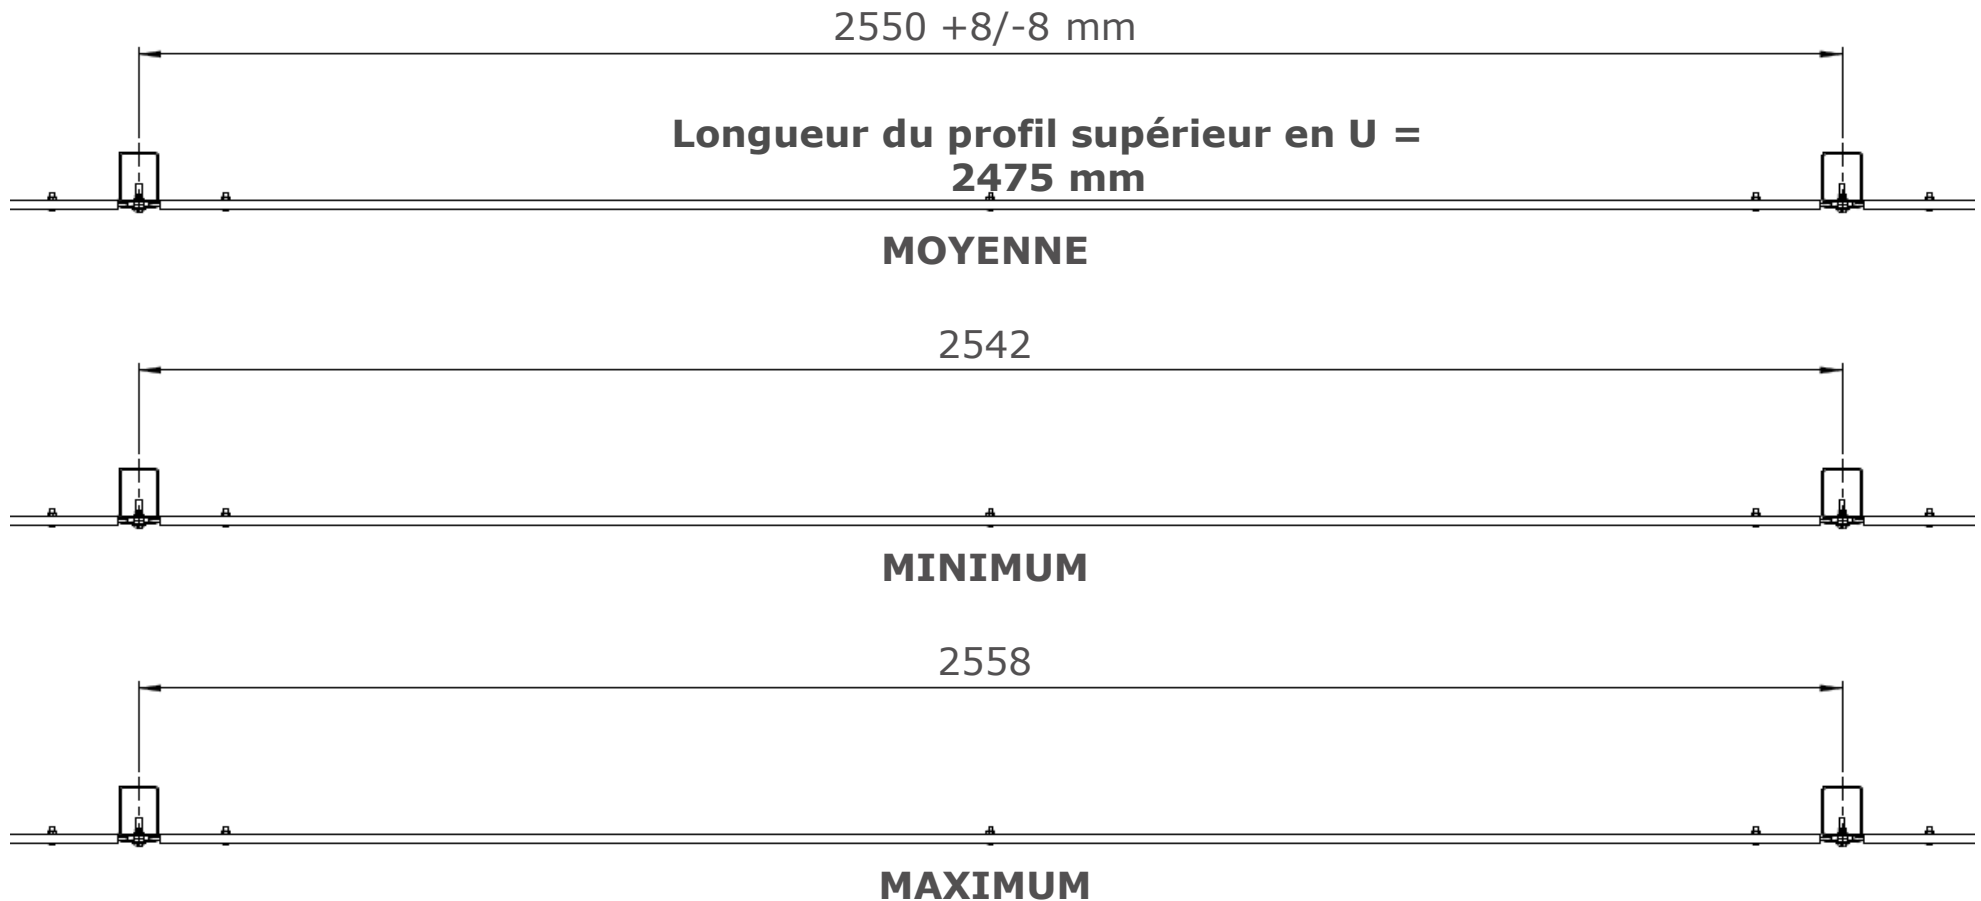 2550 +8/-8 mm
Longueur du profil supérieur en U =
2475 mm
MOYENNE
2542
MINIMUM
2558
MAXIMUM